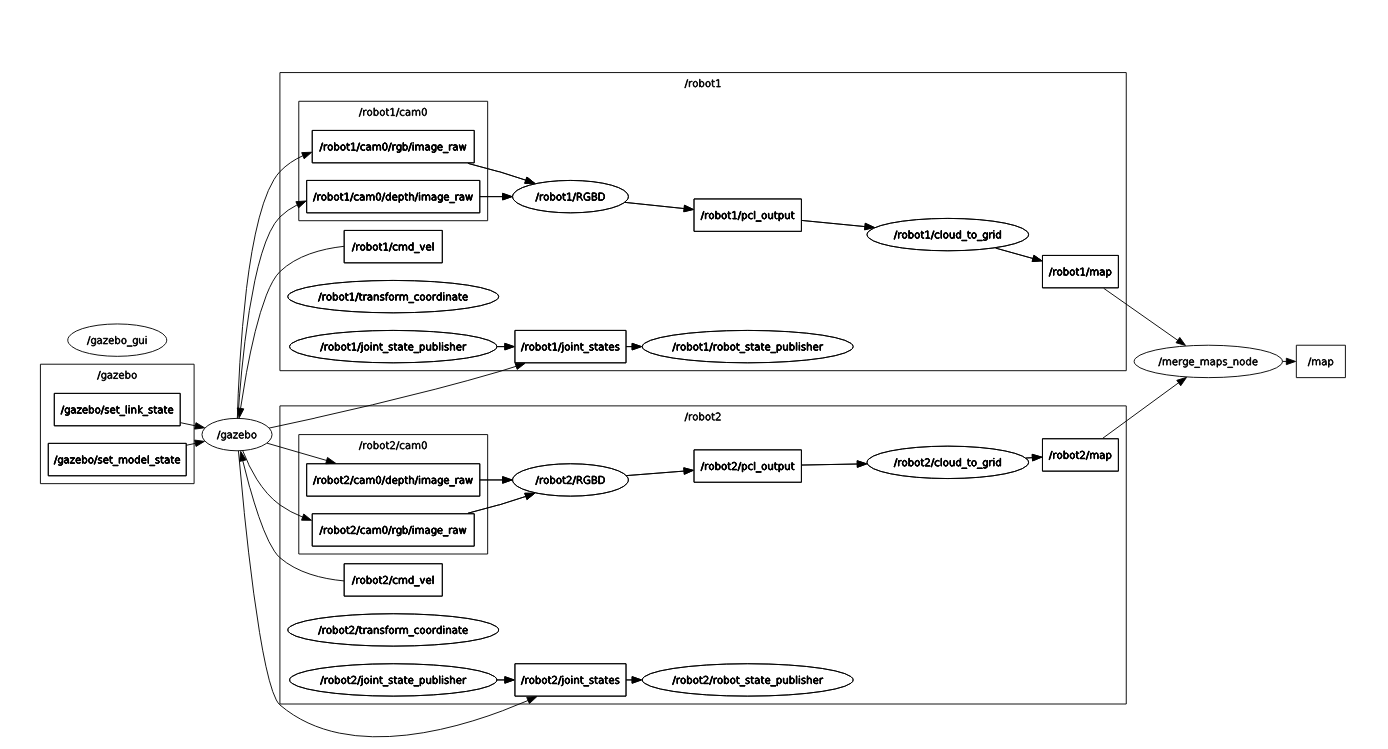 /robot1
/robot1/cam0
/robot1/cam0/rgb/image_raw
/robot1/cam0/depth/image_raw
/robot1/RGBD
/robot1/pcl_output
/robot1/cloud_to_grid
/robot1/cmd_vel
/robot1/map
/robot1/transform_coordinate
/robot1/joint_state_publisher
/robot1/joint_states
/robot1/robot_state_publisher
/gazebo_gui
/gazebo
/gazebo/set_link_state
/gazebo/set_model_state
/gazebo
/merge_maps_node
/map
/robot2
/robot2/cam0
/robot2/cam0/depth/image_raw
/robot2/cam0/rgb/image_raw
/robot2/RGBD
/robot2/pcl_output
/robot2/cloud_to_grid
/robot2/map
/robot2/cmd_vel
/robot2/transform_coordinate
/robot2/joint_state_publisher
/robot2/joint_states
/robot2/robot_state_publisher